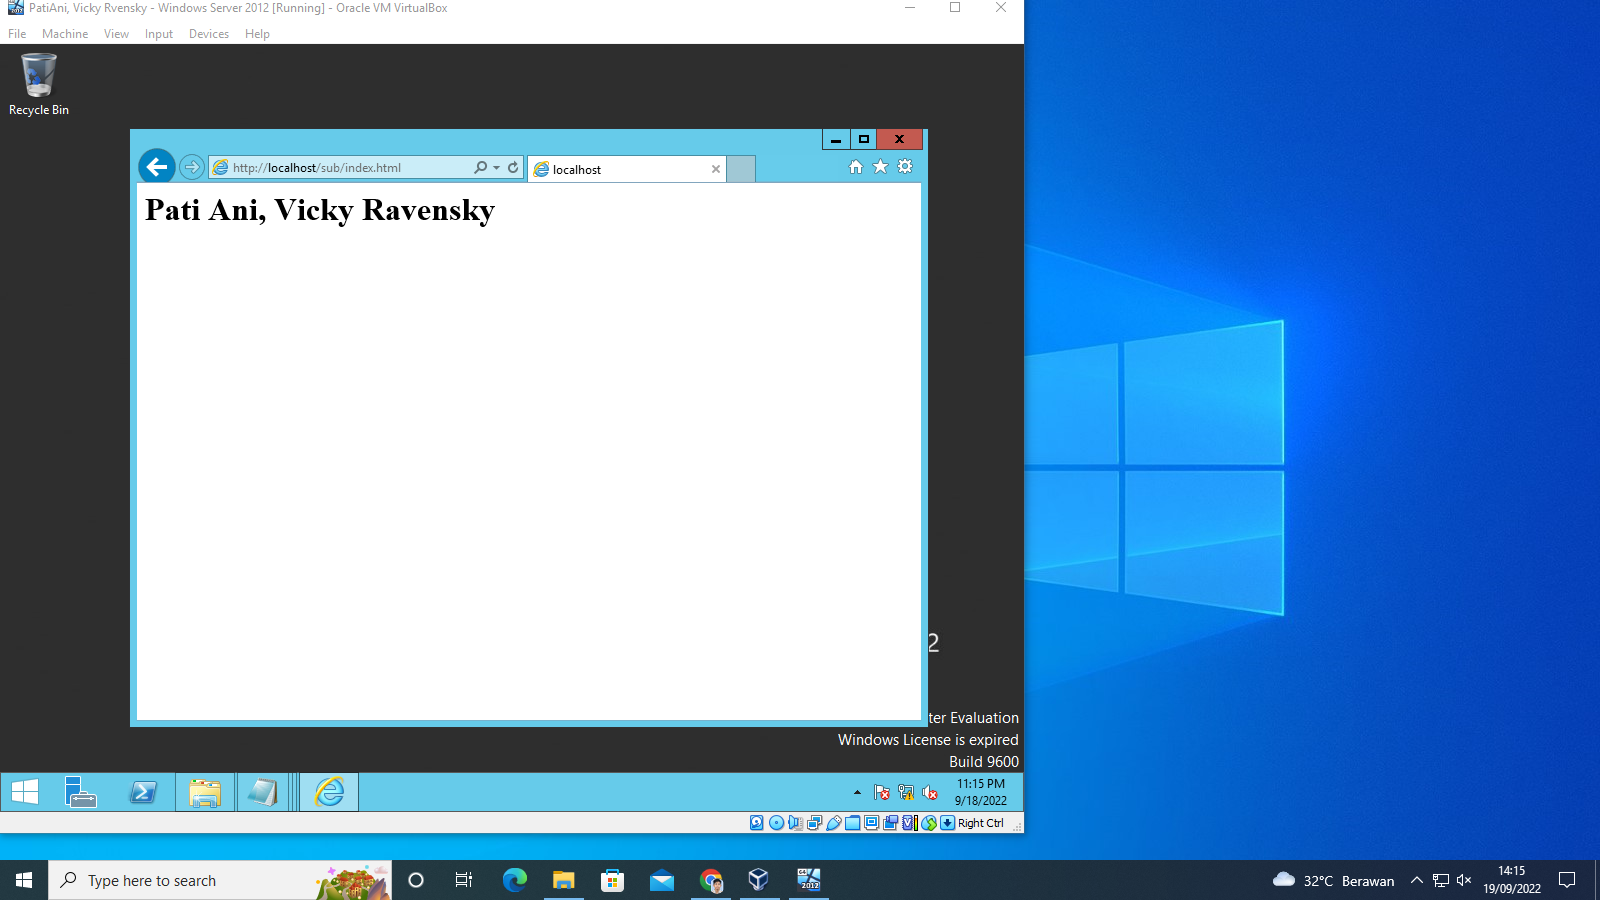 PatiAni, Vicky Rvensky - Windows Server 2012 [Running] - Oracle VM VirtualBox
File Machine View Input Devices Help
Recycle Bin
http://localhost/sub/index.html
localhost
Pati Ani, Vicky Ravensky
2
ter Evaluation
Windows License is expired
Build 9600
11:15 PM
9/18/2022
Right Ctrl
Type here to search
2012
32°C Berawan
14:15
19/09/2022